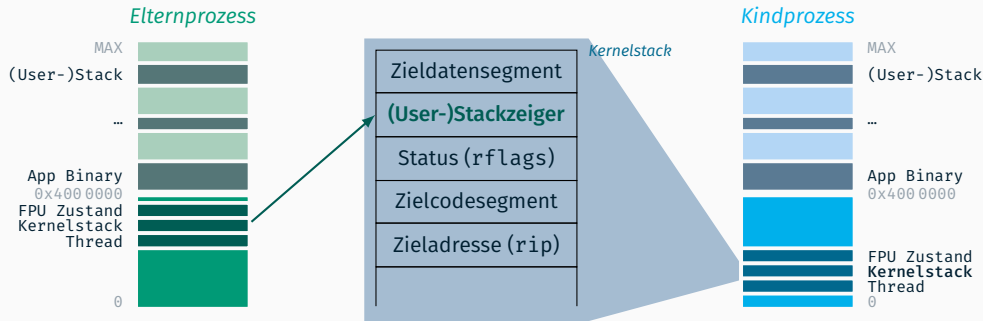 Elternprozess
MAX
(User-)Stack
…
App Binary
0x400 0000
FPU Zustand
Kernelstack
Thread
0
Kernelstack
Zieldatensegment
(User-)Stackzeiger
Status (rflags)
Zielcodesegment
Zieladresse (rip)
Kindprozess
MAX
(User-)Stack
…
App Binary
0x400 0000
FPU Zustand
Kernelstack
Thread
0